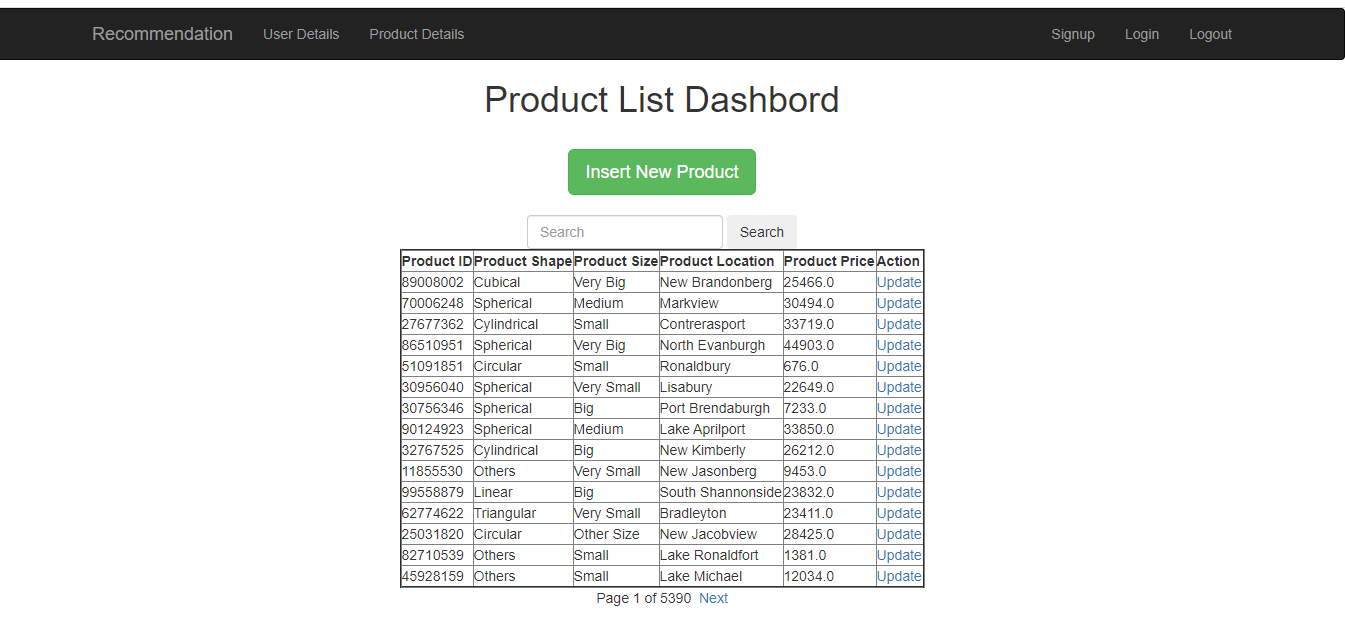 Recommendation User Details Product Details Signup Login Logout
Product List Dashbord
Insert New Product
Search Search
Product ID Product Shape Product Size Product Location Product Price Action
89008002 Cubical Very Big New Brandonberg 25466.0 Update
70006248 Spherical Medium Markview 30494.0 Update
27677362 Cylindrical Small Contrerasport 33719.0 Update
86510951 Spherical Very Big North Evanburgh 44903.0 Update
51091851 Circular Small Ronaldbury 676.0 Update
30956040 Spherical Very Small Lisabury 22649.0 Update
30756346 Spherical Big Port Brendaburgh 7233.0 Update
90124923 Spherical Medium Lake Aprilport 33850.0 Update
32767525 Cylindrical Big New Kimberly 26212.0 Update
11855530 Others Very Small New Jasonberg 9453.0 Update
99558879 Linear Big South Shannonside 23832.0 Update
62774622 Triangular Very Small Bradleyton 23411.0 Update
25031820 Circular Other Size New Jacobview 28425.0 Update
82710539 Others Small Lake Ronaldfort 1381.0 Update
45928159 Others Small Lake Michael 12034.0 Update
Page 1 of 5390 Next